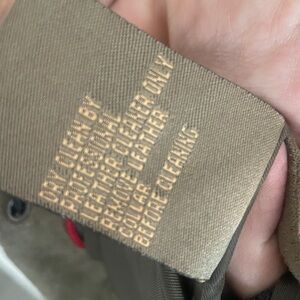 DRY CLEAN BY
PROFESSIONAL
LEATHER CLEANER ONLY
REMOVE LEATHER
COLLAR
BEFORE CLEANING